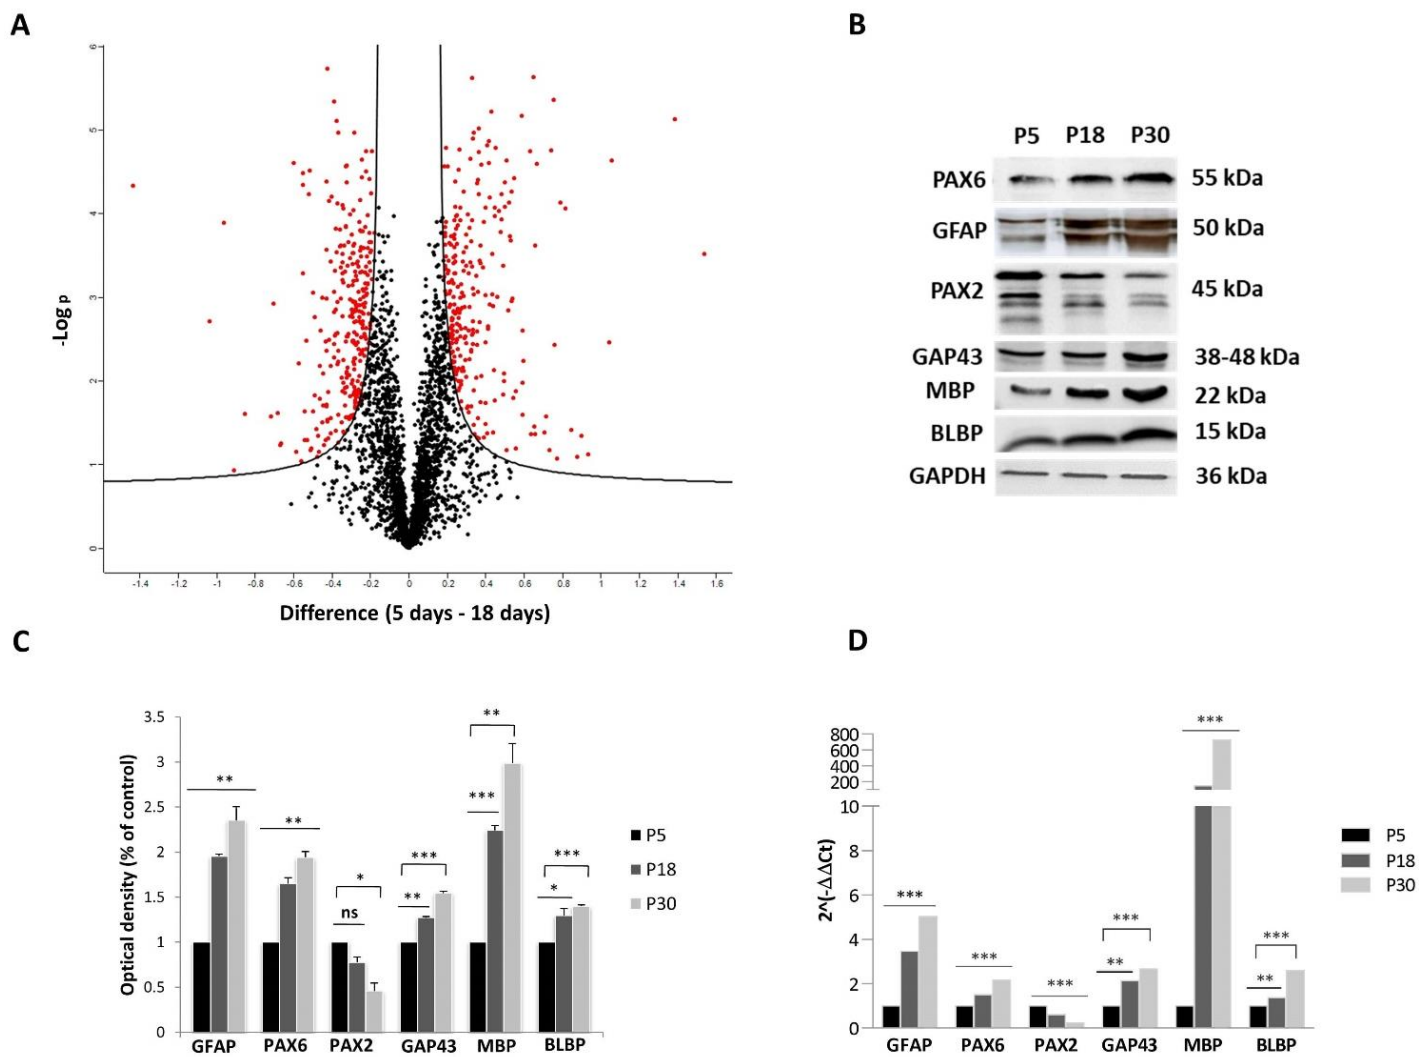 A
6
5
4
3
2
1
0
-Log p
-1.4 -1.2 -1 -0.8 -0.6 -0.4 -0.2 0 0.2 0.4 0.6 0.8 1 1.2 1.4 1.6
Difference (5 days - 18 days)
B
P5 P18 P30
PAX6 55 kDa
GFAP 50 kDa
PAX2 45 kDa
GAP43 38-48 kDa
MBP 22 kDa
BLBP 15 kDa
GAPDH 36 kDa
C
Optical density (% of control)
3.5
3
2.5
2
1.5
1
0.5
0
**
**
ns
*
**
***
***
**
*
***
GFAP PAX6 PAX2 GAP43 MBP BLBP
P5
P18
P30
D
2^(-ΔΔCt)
800
600
400
200
10
8
6
4
2
0
***
***
***
**
***
***
**
***
GFAP PAX6 PAX2 GAP43 MBP BLBP
P5
P18
P30